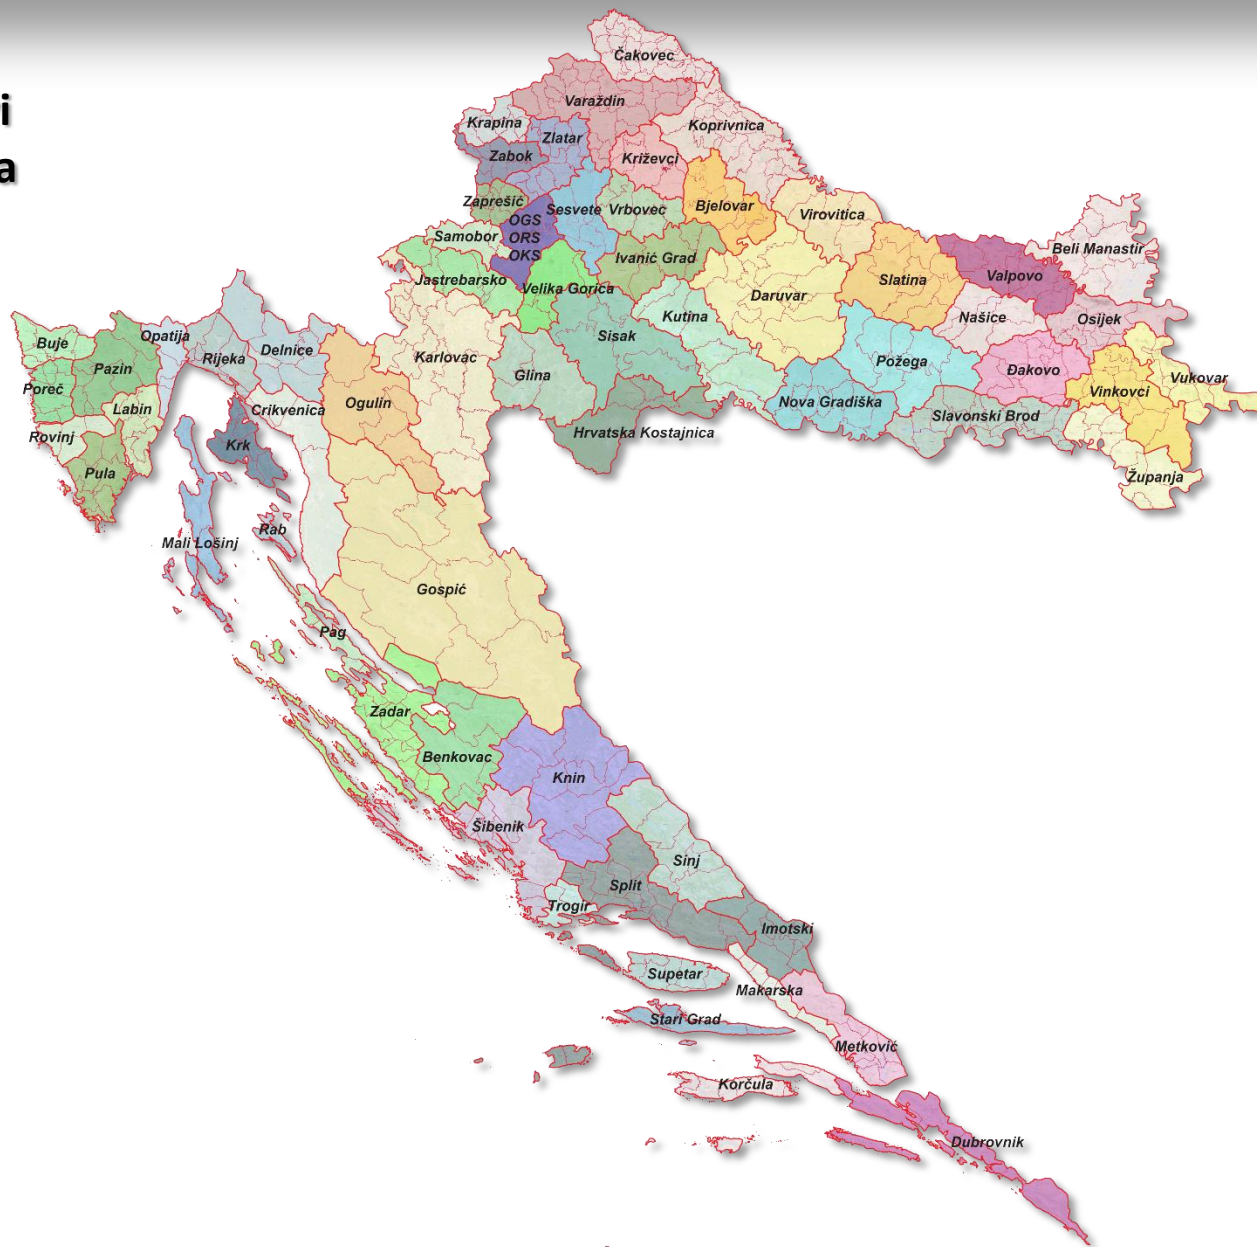 ri
a
Čakovec
Varaždin
Krapina
Koprivnica
Zlatar
Zabok
Križevci
Zaprešić
Sesvete
Vrbovec
Bjelovar
Virovitica
OGS
ORS
OKS
Samobor
Beli Manastir
Ivanić Grad
Jastrebarsko
Velika Gorica
Slatina
Valpovo
Daruvar
Kutina
Našice
Osijek
Opatija
Buje
Rijeka
Delnice
Karlovac
Sisak
Požega
Pazin
Glina
Đakovo
Vukovar
Poreč
Vinkovci
Labin
Crikvenica
Ogulin
Nova Gradiška
Slavonski Brod
Rovinj
Krk
Hrvatska Kostajnica
Pula
Županja
Rab
Mali Lošinj
Gospić
Pag
Zadar
Benkovac
Knin
Šibenik
Sinj
Split
Trogir
Imotski
Supetar
Makarska
Stari Grad
Metković
Korčula
Dubrovnik